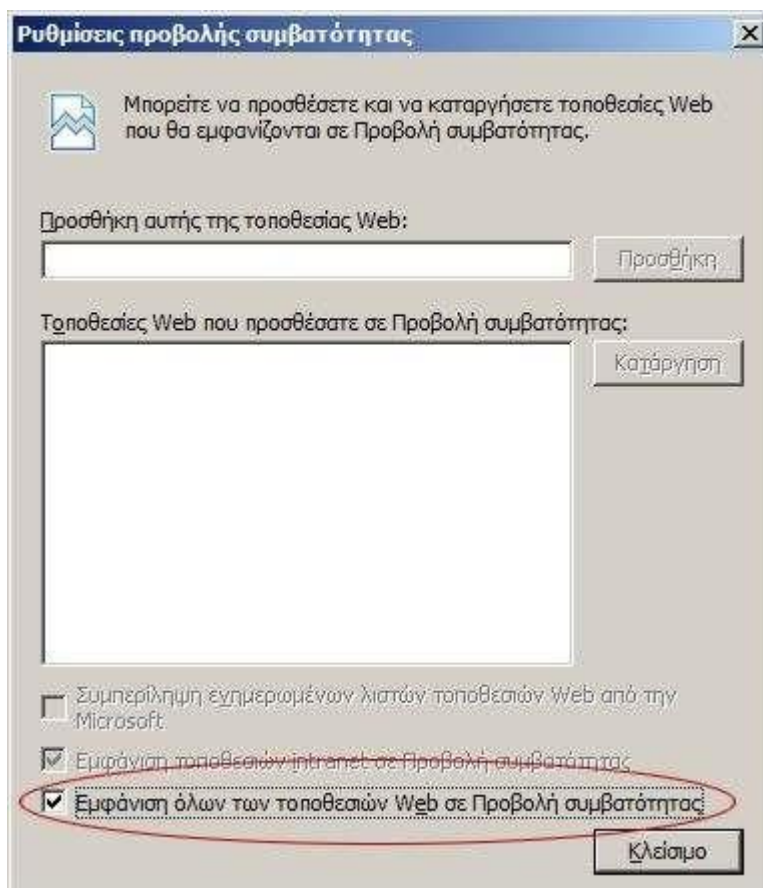 Ρυθμίσεις προβολής συμβατότητας
Μπορείτε να προσθέσετε και να καταργήσετε τοποθεσίες Web
που θα εμφανίζονται σε Προβολή συμβατότητας.
Προσθήκη αυτής της τοποθεσίας Web:
Προσθήκη
Τοποθεσίες Web που προσθέσατε σε Προβολή συμβατότητας:
Κατάργηση
Συμπερίληψη ενημερωμένων λιστών τοποθεσιών Web από την
Microsoft
Εμφάνιση τοποθεσιών intranet σε Προβολή συμβατότητας
Εμφάνιση όλων των τοποθεσιών Web σε Προβολή συμβατότητας
Κλείσιμο